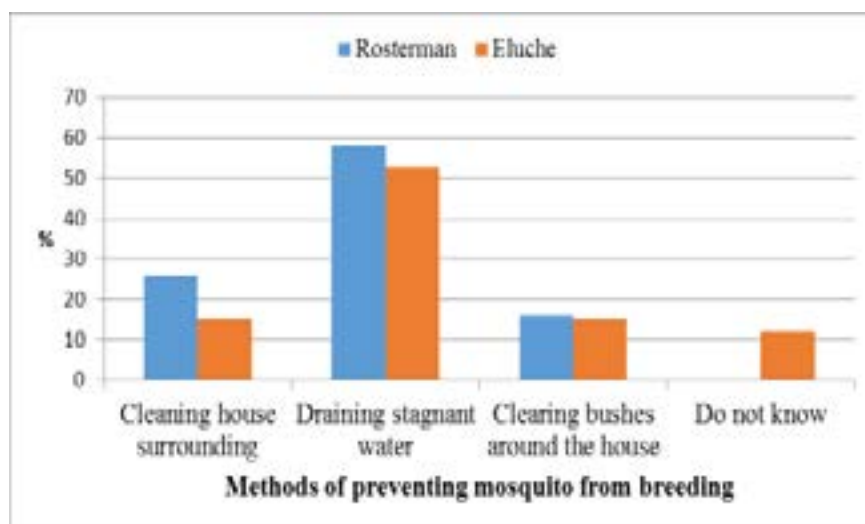 Rosterman Eluche
70
60
50
40
30
20
10
0
%
Cleaning house surrounding
Draining stagnant water
Clearing bushes around the house
Do not know
Methods of preventing mosquito from breeding